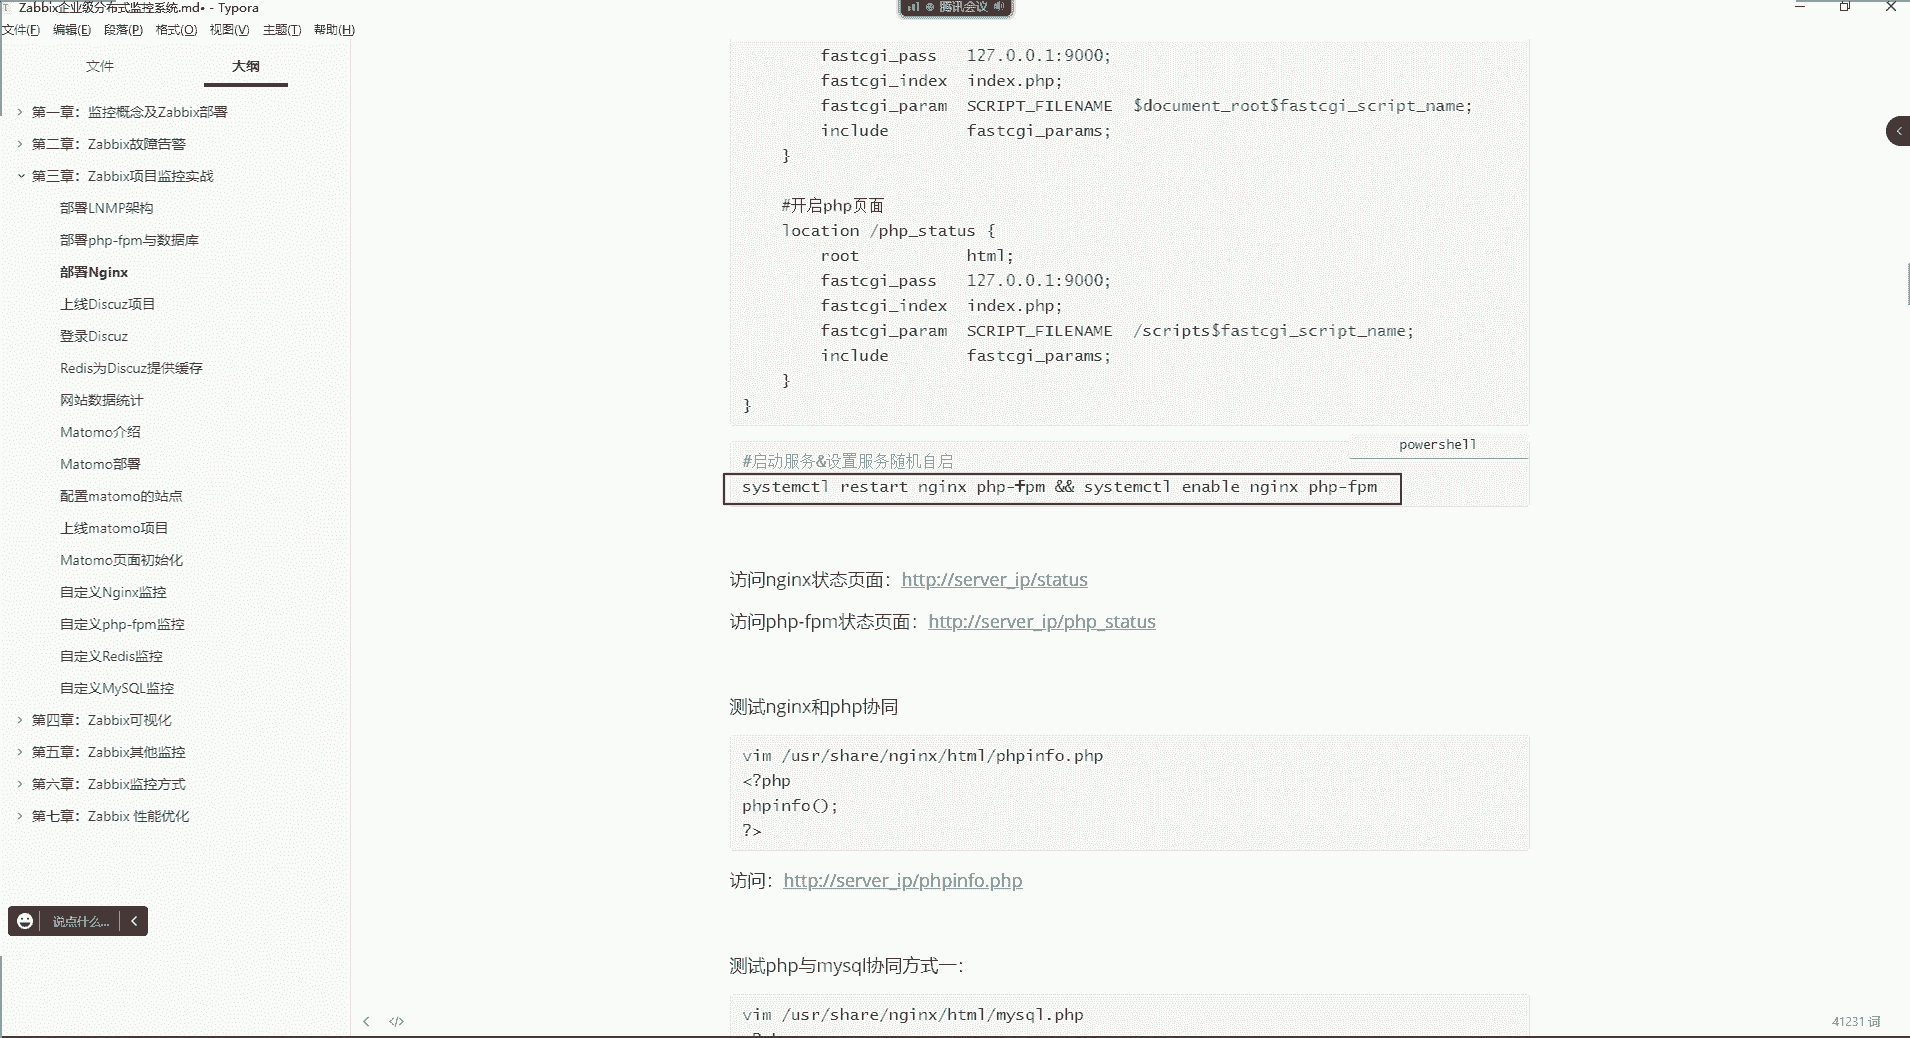 Zabbix企业级分布式监控系统.md• - Typora
腾讯会议
文件(F) 编辑(E) 段落(P) 格式(O) 视图(V) 主题(T) 帮助(H)
文件 大纲
第一章：监控概念及Zabbix部署
第二章：Zabbix故障告警
第三章：Zabbix项目监控实战
部署LNMP架构
部署php-fpm与数据库
部署Nginx
上线Discuz项目
登录Discuz
Redis为Discuz提供缓存
网站数据统计
Matomo介绍
Matomo部署
配置matomo的站点
上线matomo项目
Matomo页面初始化
自定义Nginx监控
自定义php-fpm监控
自定义Redis监控
自定义MySQL监控
第四章：Zabbix可视化
第五章：Zabbix其他监控
第六章：Zabbix监控方式
第七章：Zabbix 性能优化
说点什么...
fastcgi_pass 127.0.0.1:9000;
fastcgi_index index.php;
fastcgi_param SCRIPT_FILENAME $document_root$fastcgi_script_name;
include fastcgi_params;
}
#开启php页面
location /php_status {
root html;
fastcgi_pass 127.0.0.1:9000;
fastcgi_index index.php;
fastcgi_param SCRIPT_FILENAME /scripts$fastcgi_script_name;
include fastcgi_params;
}
}
powershell
#启动服务&设置服务随机自启
systemctl restart nginx php-fpm && systemctl enable nginx php-fpm
访问nginx状态页面：http://server_ip/status
访问php-fpm状态页面：http://server_ip/php_status
测试nginx和php协同
vim /usr/share/nginx/html/phpinfo.php
<?php
phpinfo();
?>
访问：http://server_ip/phpinfo.php
测试php与mysql协同方式一：
vim /usr/share/nginx/html/mysql.php
41231 词